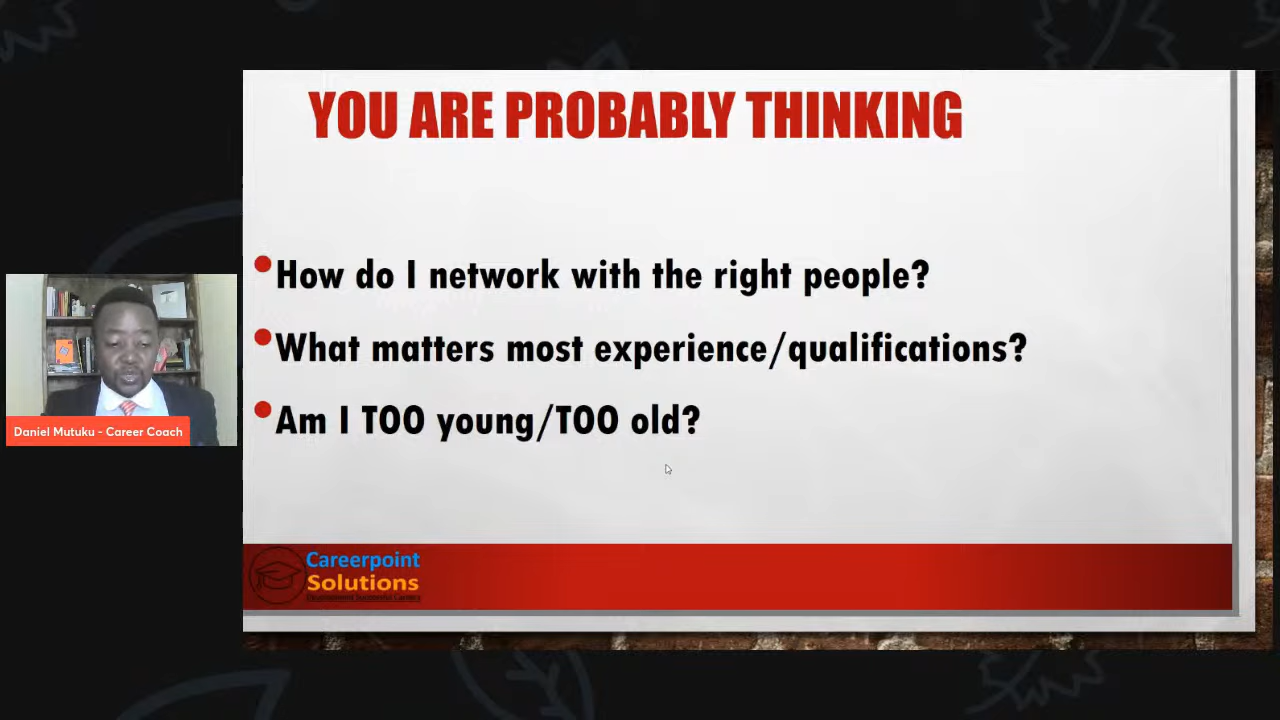 YOU ARE PROBABLY THINKING
How do I network with the right people?
What matters most experience/qualifications?
Am I TOO young/TOO old?
Daniel Mutuku - Career Coach
Careerpoint
Solutions